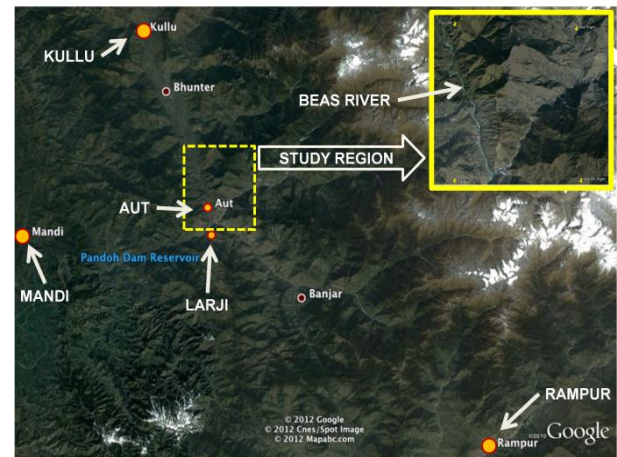 Kullu
KULLU
Bhunter
BEAS RIVER
STUDY REGION
AUT
Aut
Mandi
Pandoh Dam Reservoir
MANDI
LARJI
Banjar
RAMPUR
© 2012 Google
© 2012 Cnes/Spot Image
© 2012 Mapabc.com
©2010 Google
Rampur